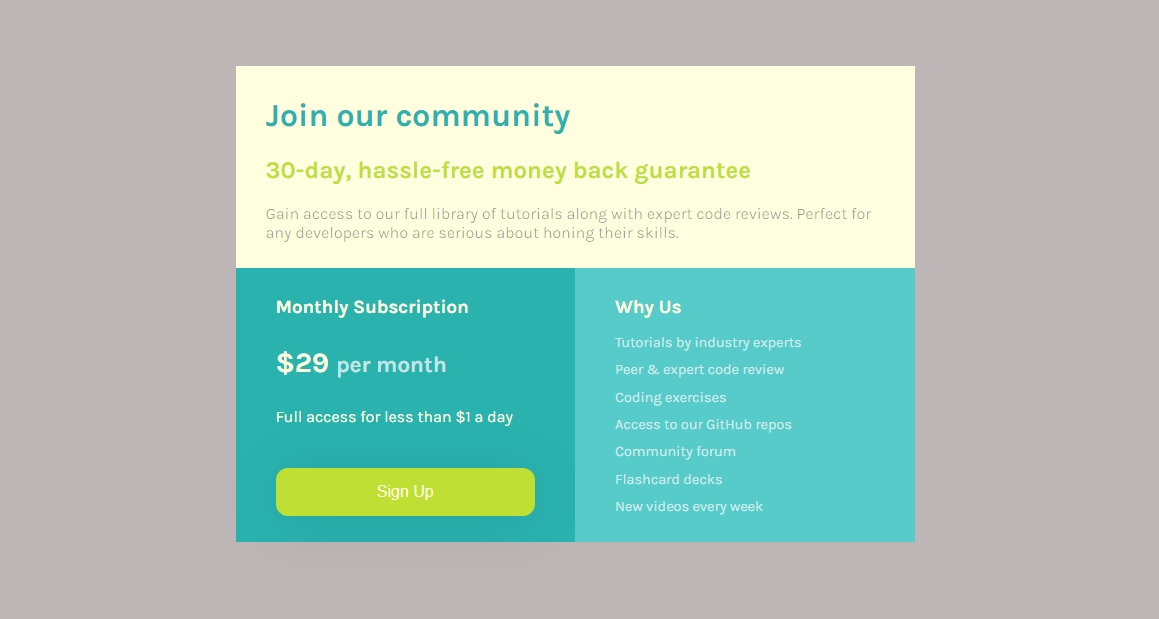 Join our community
30-day, hassle-free money back guarantee
Gain access to our full library of tutorials along with expert code reviews. Perfect for
any developers who are serious about honing their skills.
Monthly Subscription
$29 per month
Full access for less than $1 a day
Sign Up
Why Us
Tutorials by industry experts
Peer & expert code review
Coding exercises
Access to our GitHub repos
Community forum
Flashcard decks
New videos every week